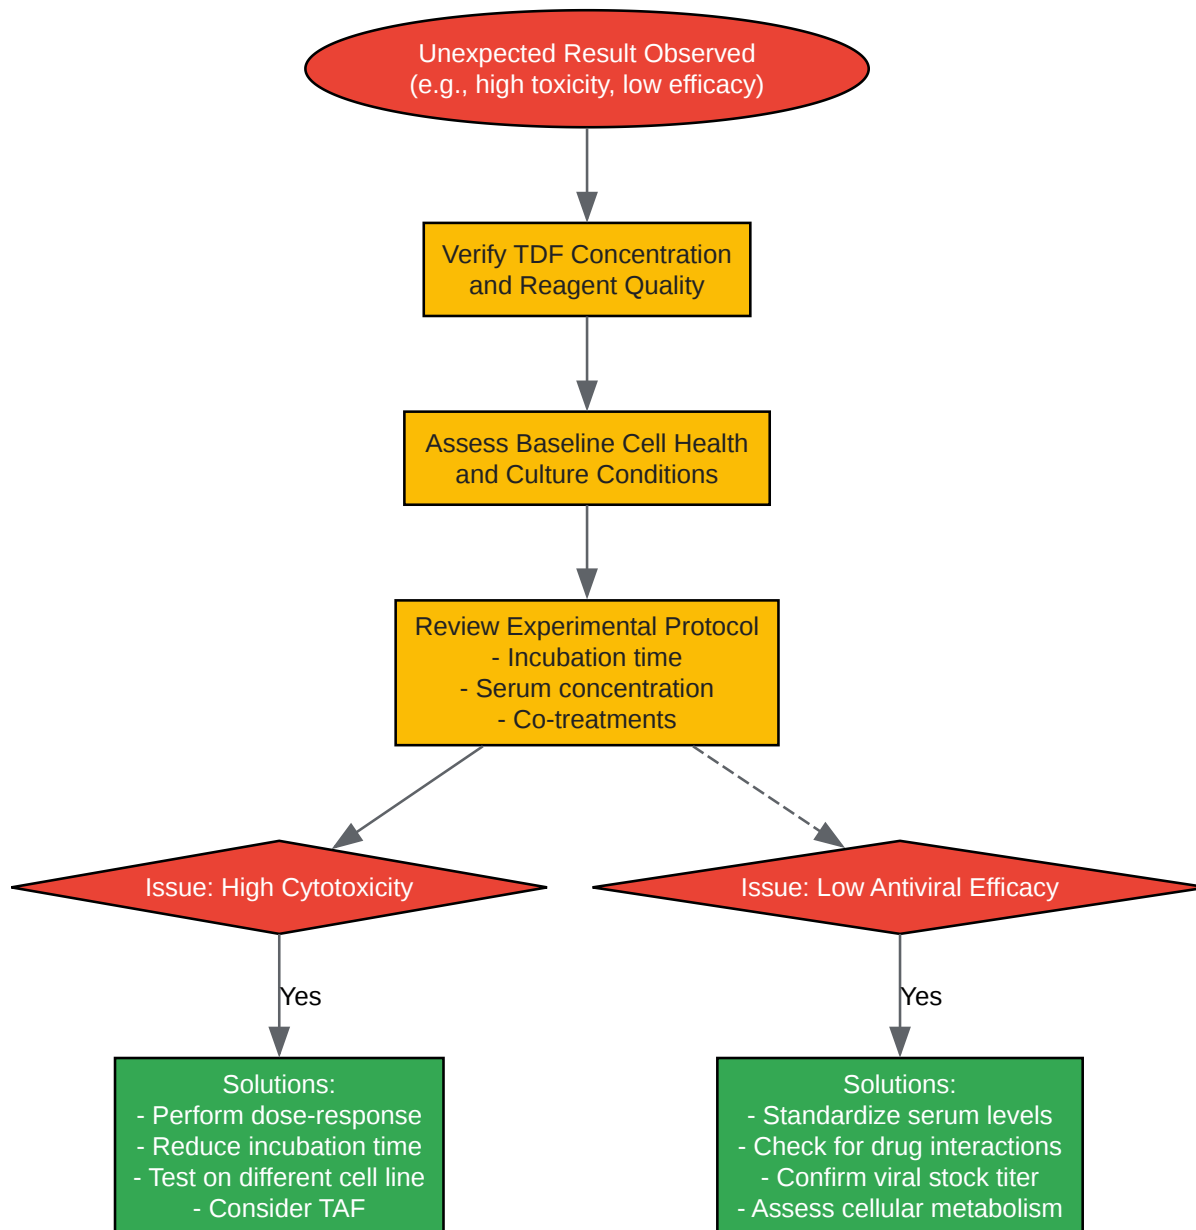 Unexpected Result Observed
(e.g., high toxicity, low efficacy)
Verify TDF Concentration
and Reagent Quality
Assess Baseline Cell Health
and Culture Conditions
Review Experimental Protocol
- Incubation time
- Serum concentration
- Co-treatments
Issue: High Cytotoxicity
Issue: Low Antiviral Efficacy
Yes
Yes
Solutions:
- Perform dose-response
- Reduce incubation time
- Test on different cell line
- Consider TAF
Solutions:
- Standardize serum levels
- Check for drug interactions
- Confirm viral stock titer
- Assess cellular metabolism